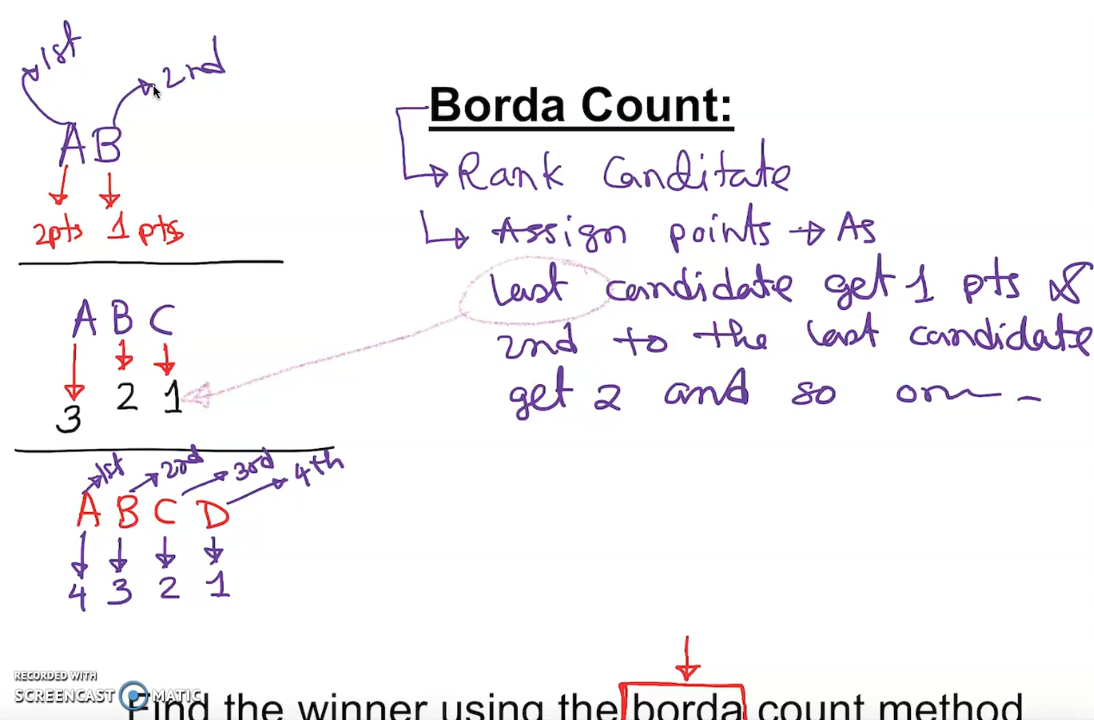 1st
2nd
A B
2pts 1 pts
A B C
3 2 1
1st 2nd 3rd 4th
A B C D
4 3 2 1
Borda Count:
Rank Canditate
Assign points → As
last candidate get 1 pts &
2nd to the last candidate
get 2 and so on - -
RECORDED WITH
SCREENCAST MATIC
Find the winner using the borda count method